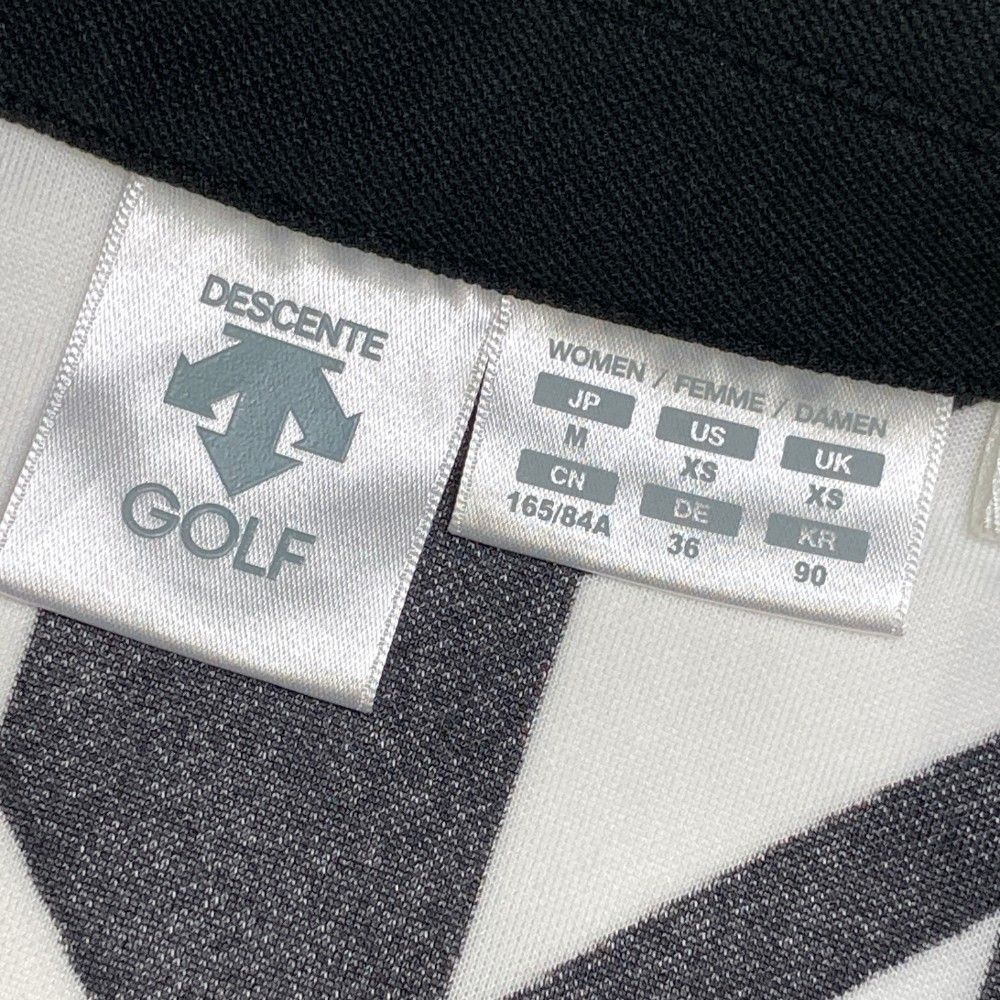 DESCENTE
GOLF
WOMEN / FEMME / DAMEN
JP US UK
M XS XS
CN DE KR
165/84A 36 90